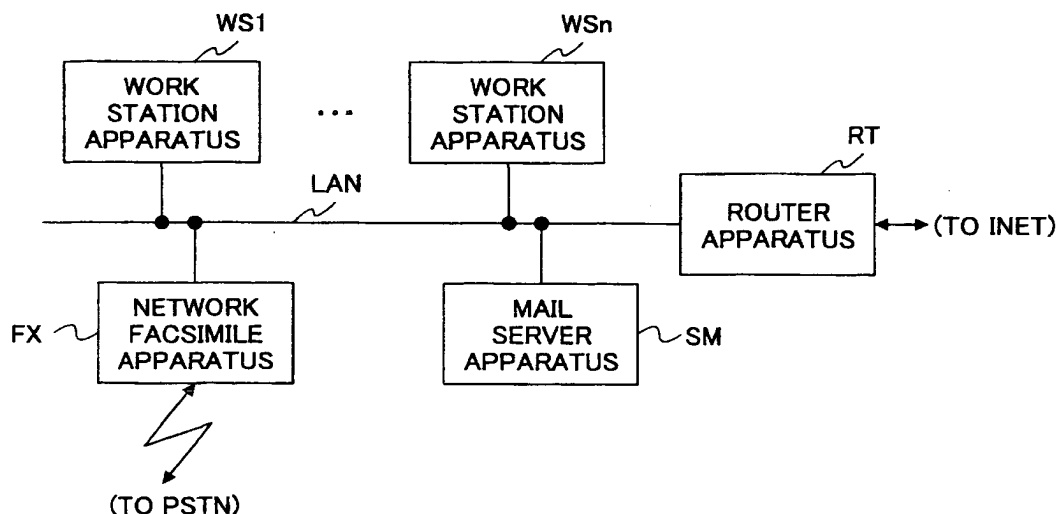 WS1
WSn
WORK
STATION
APPARATUS
...
WORK
STATION
APPARATUS
RT
LAN
ROUTER
APPARATUS
(TO INET)
FX
NETWORK
FACSIMILE
APPARATUS
MAIL
SERVER
APPARATUS
SM
(TO PSTN)